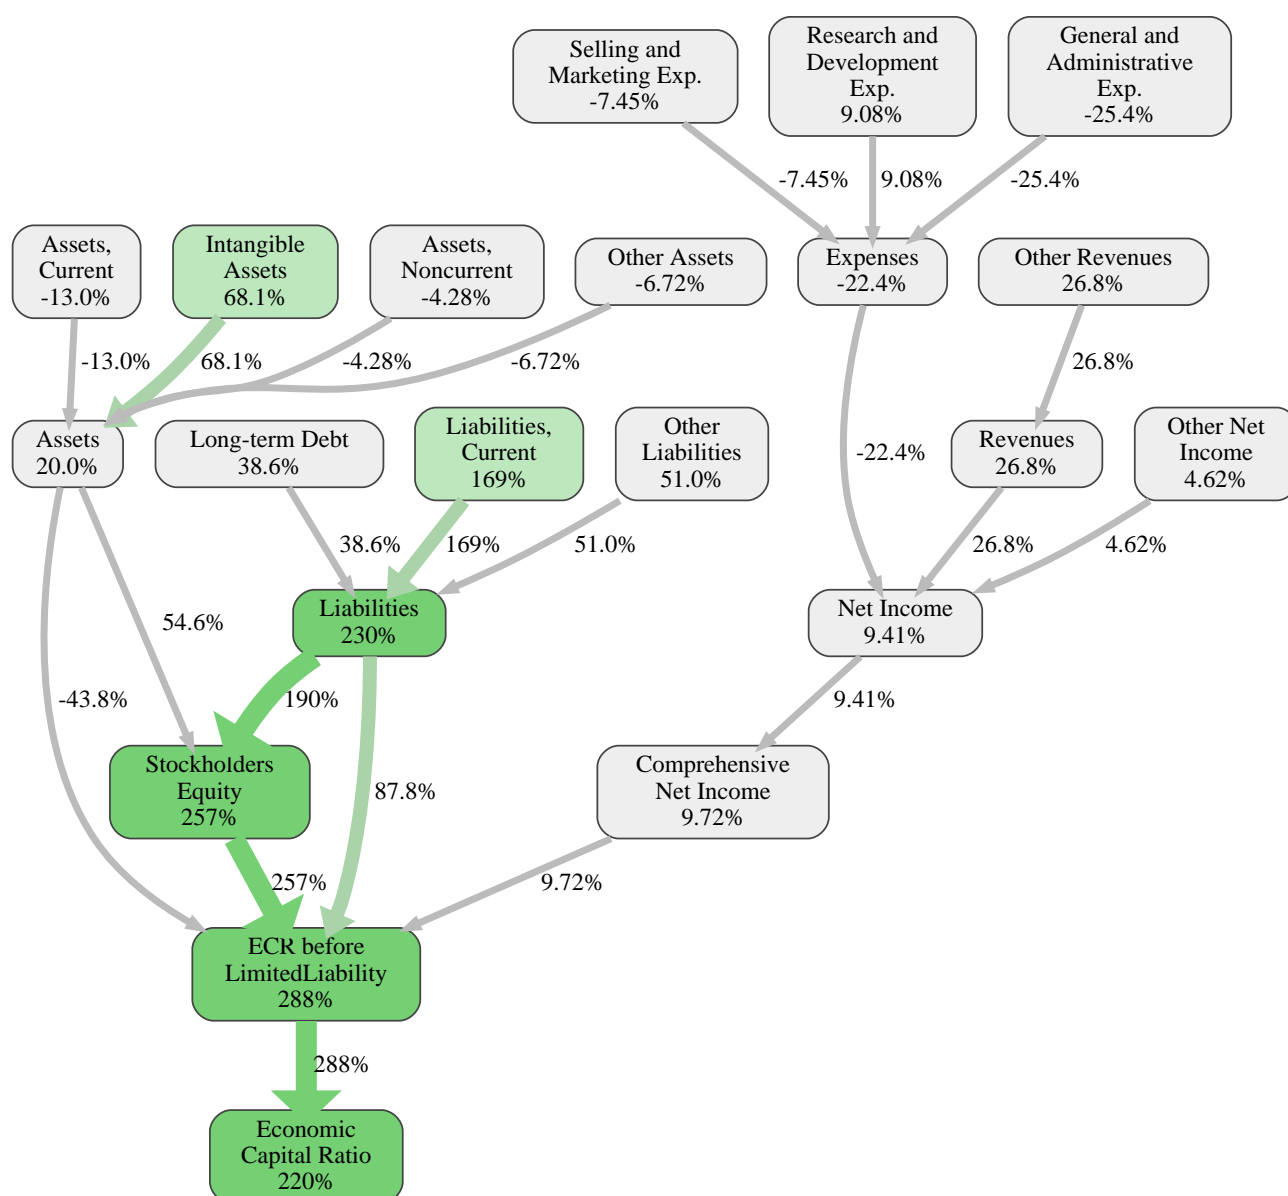 Selling and
Marketing Exp.
-7.45%
Research and
Development
Exp.
9.08%
General and
Administrative
Exp.
-25.4%
-7.45%
9.08%
-25.4%
Assets,
Current
-13.0%
Intangible
Assets
68.1%
Assets,
Noncurrent
-4.28%
Other Assets
-6.72%
Expenses
-22.4%
Other Revenues
26.8%
-13.0%
68.1%
-4.28%
-6.72%
26.8%
Assets
20.0%
Long-term Debt
38.6%
Liabilities,
Current
169%
Other
Liabilities
51.0%
-22.4%
Revenues
26.8%
Other Net
Income
4.62%
38.6%
169%
51.0%
26.8%
4.62%
Liabilities
230%
Net Income
9.41%
54.6%
-43.8%
190%
9.41%
Stockholders
Equity
257%
87.8%
Comprehensive
Net Income
9.72%
257%
9.72%
ECR before
LimitedLiability
288%
288%
Economic
Capital Ratio
220%